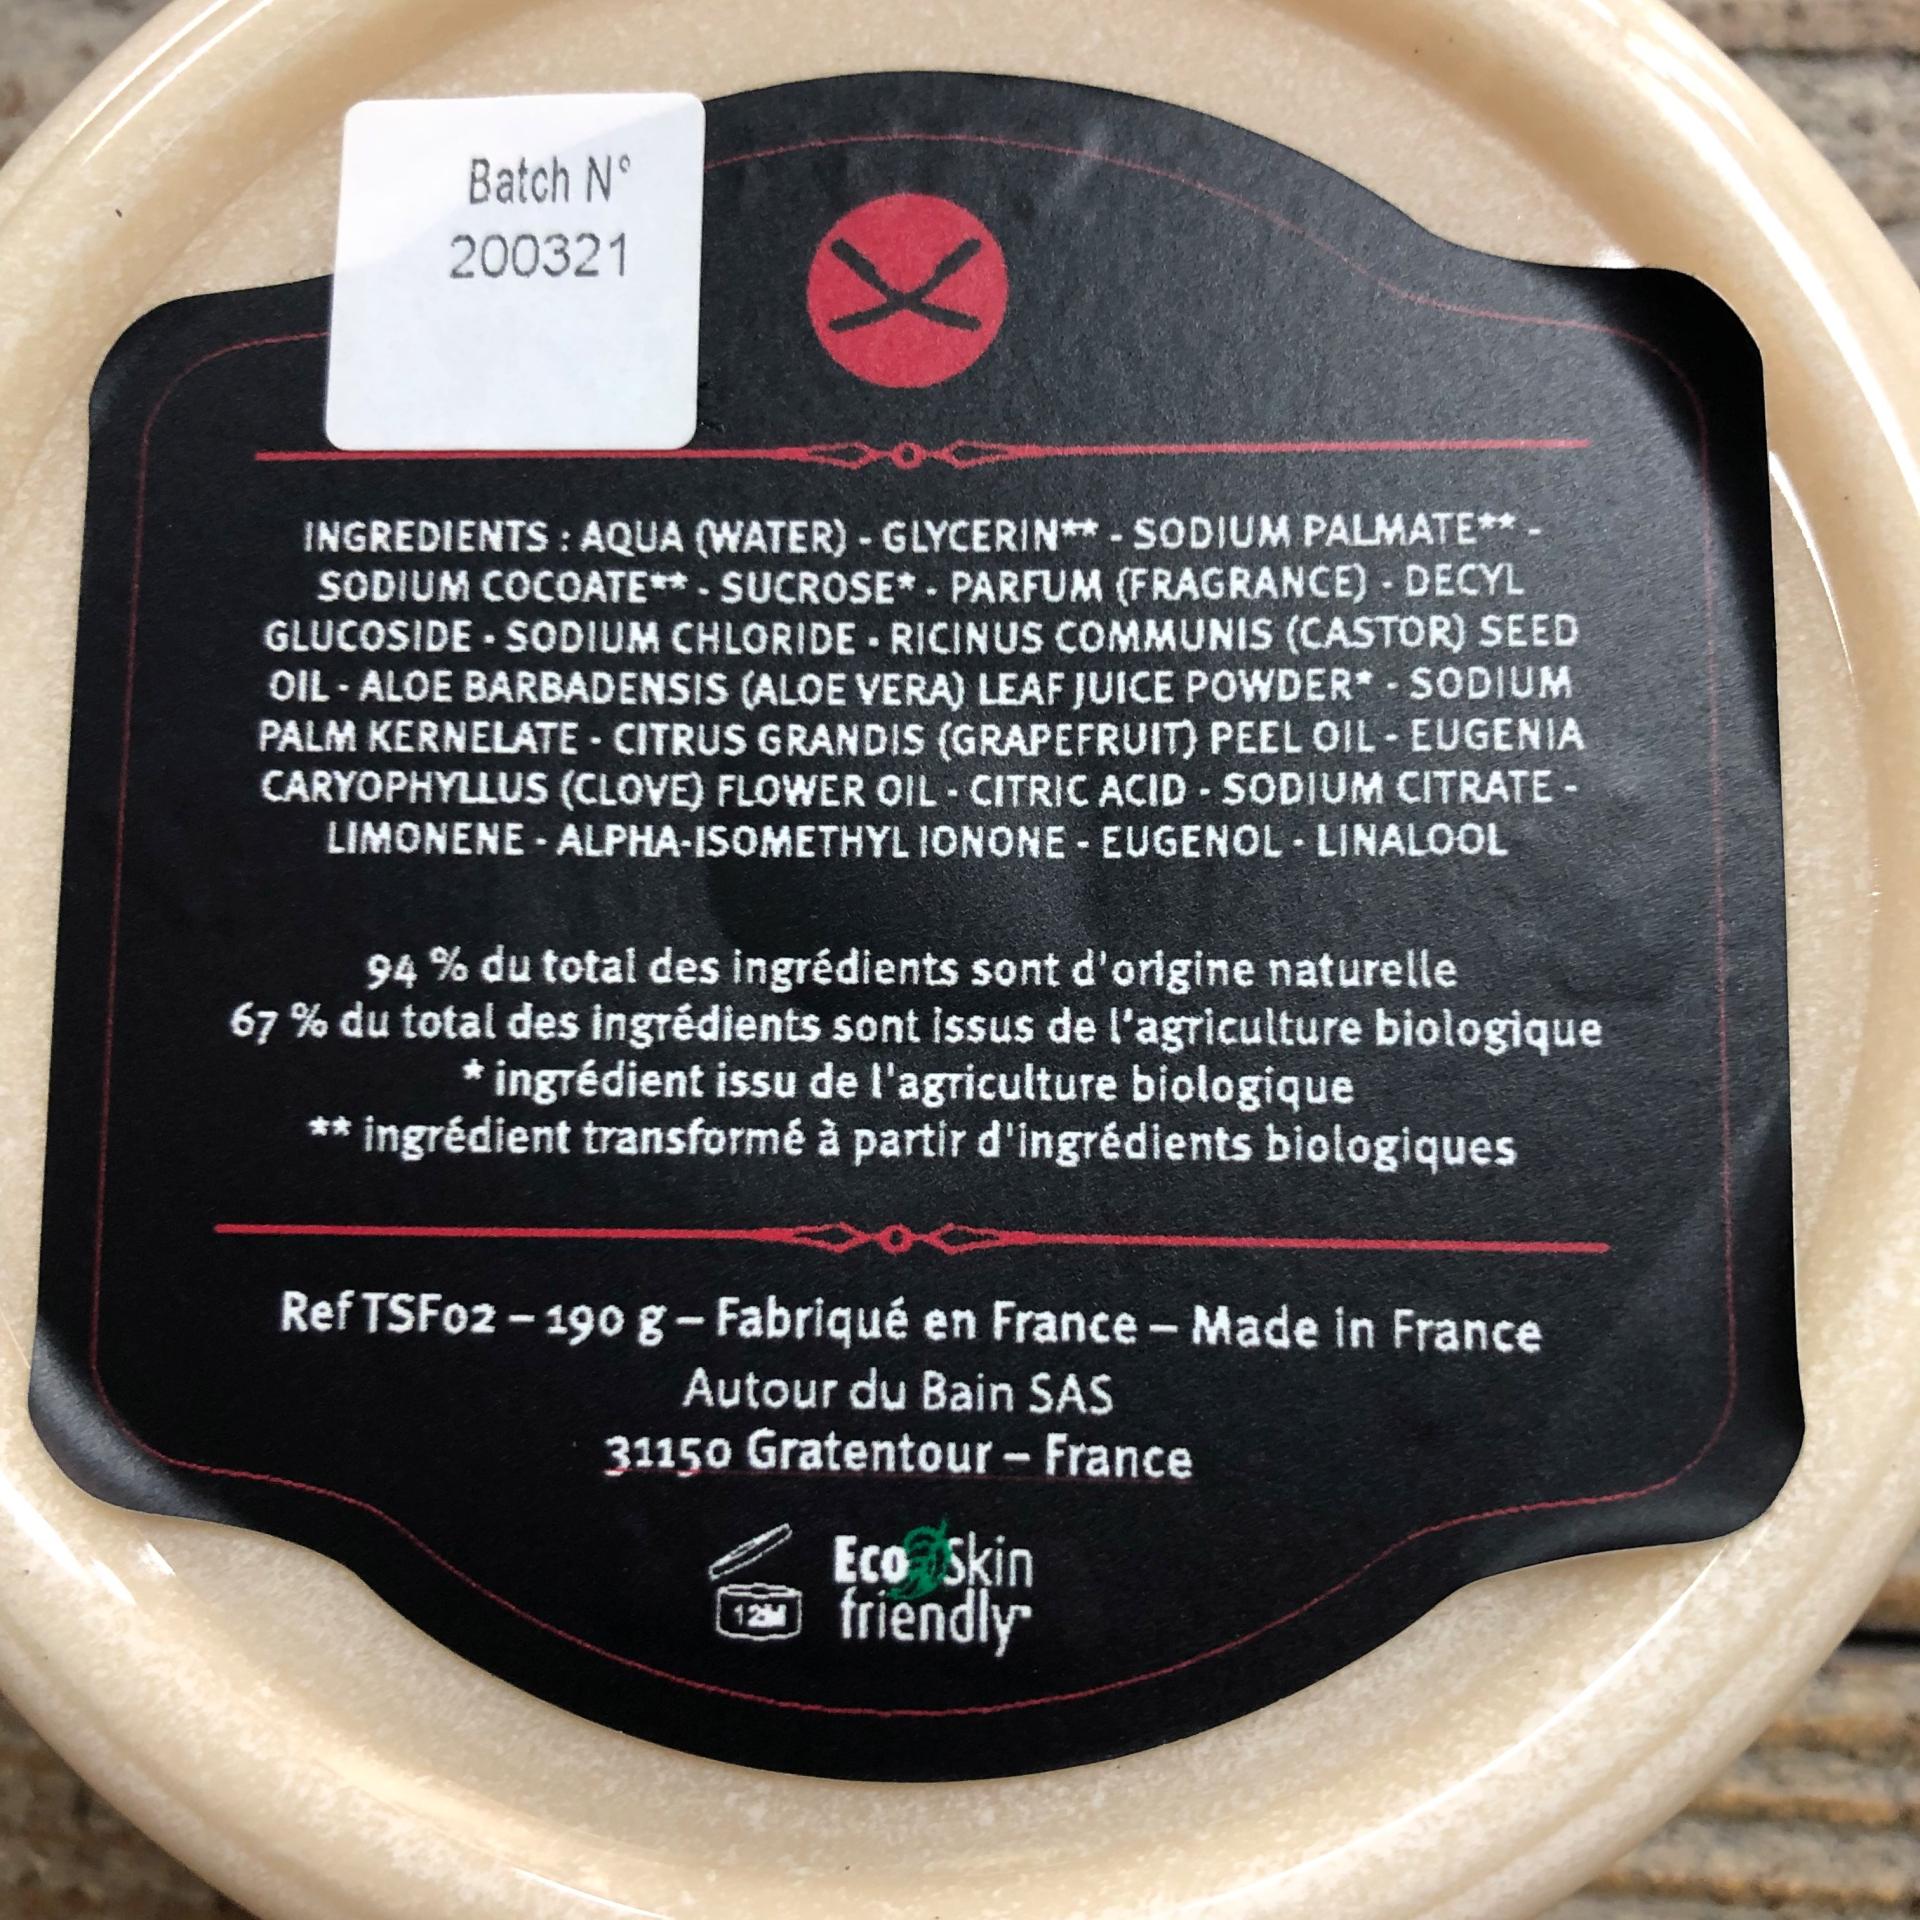 Batch N°
200321
INGREDIENTS : AQUA (WATER) - GLYCERIN** - SODIUM PALMATE** -
SODIUM COCOATE** - SUCROSE* - PARFUM (FRAGRANCE) - DECYL
GLUCOSIDE - SODIUM CHLORIDE - RICINUS COMMUNIS (CASTOR) SEED
OIL - ALOE BARBADENSIS (ALOE VERA) LEAF JUICE POWDER* - SODIUM
PALM KERNELATE - CITRUS GRANDIS (GRAPEFRUIT) PEEL OIL - EUGENIA
CARYOPHYLLUS (CLOVE) FLOWER OIL - CITRIC ACID - SODIUM CITRATE -
LIMONENE - ALPHA-ISOMETHYL IONONE - EUGENOL - LINALOOL
94 % du total des ingrédients sont d'origine naturelle
67 % du total des ingrédients sont issus de l'agriculture biologique
* ingrédient issu de l'agriculture biologique
** ingrédient transformé à partir d'ingrédients biologiques
Ref TSF02 – 190 g – Fabriqué en France – Made in France
Autour du Bain SAS
31150 Gratentour – France
12M
Eco Skin
friendly